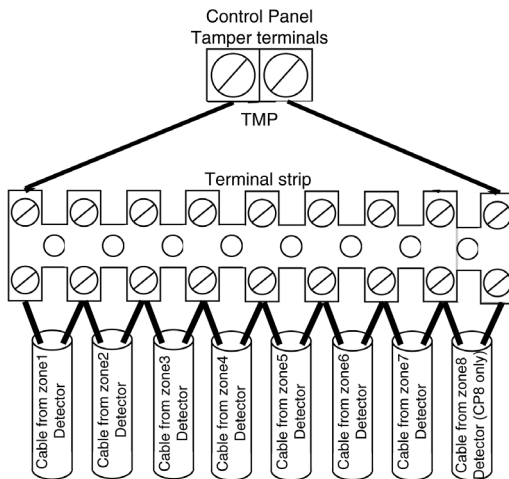 Control Panel
Tamper terminals
TMP
Terminal strip
Cable from zone1
Detector
Cable from zone2
Detector
Cable from zone3
Detector
Cable from zone4
Detector
Cable from zone5
Detector
Cable from zone6
Detector
Cable from zone7
Detector
Cable from zone8
Detector (CP8 only)